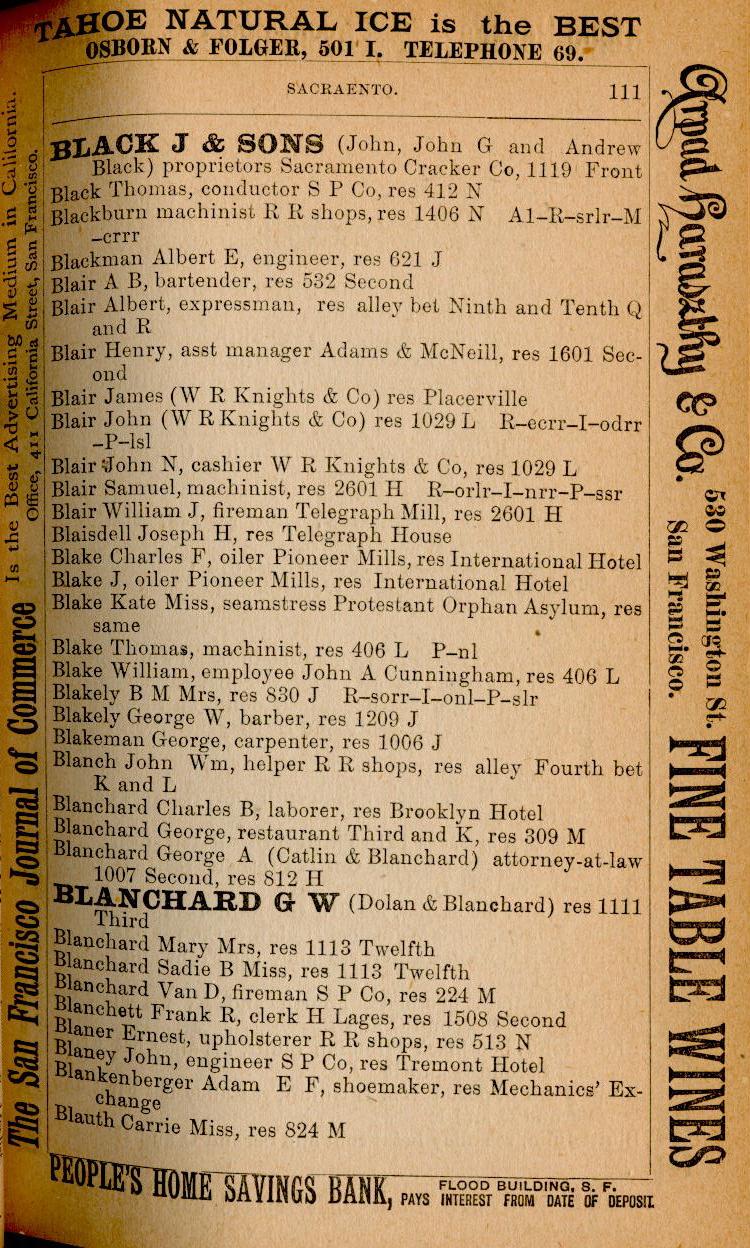 TAHOE NATURAL ICE is the BEST
OSBORN & FOLGER, 501 I. TELEPHONE 69.
SACRAENTO. 111
BLACK J & SONS (John, John G and Andrew
Black) proprietors Sacramento Cracker Co, 1119 Front
Black Thomas, conductor S P Co, res 412 N
Blackburn machinist R R shops, res 1406 N A1–R–srlr–M
–crrr
Blackman Albert E, engineer, res 621 J
Blair A B, bartender, res 532 Second
Blair Albert, expressman, res alley bet Ninth and Tenth Q
and R
Blair Henry, asst manager Adams & McNeill, res 1601 Sec-
ond
Blair James (W R Knights & Co) res Placerville
Blair John (W R Knights & Co) res 1029 L R–ecrr–I–odrr
–P–lsl
Blair John N, cashier W R Knights & Co, res 1029 L
Blair Samuel, machinist, res 2601 H R–orlr–I–nrr–P–ssr
Blair William J, fireman Telegraph Mill, res 2601 H
Blaisdell Joseph H, res Telegraph House
Blake Charles F, oiler Pioneer Mills, res International Hotel
Blake J, oiler Pioneer Mills, res International Hotel
Blake Kate Miss, seamstress Protestant Orphan Asylum, res
same
Blake Thomas, machinist, res 406 L P–nl
Blake William, employee John A Cunningham, res 406 L
Blakely B M Mrs, res 830 J R–sorr–I–onl–P–slr
Blakely George W, barber, res 1209 J
Blakeman George, carpenter, res 1006 J
Blanch John Wm, helper R R shops, res alley Fourth bet
K and L
Blanchard Charles B, laborer, res Brooklyn Hotel
Blanchard George, restaurant Third and K, res 309 M
Blanchard George A (Catlin & Blanchard) attorney-at-law
1007 Second, res 812 H
BLANCHARD G W (Dolan & Blanchard) res 1111
Third
Blanchard Mary Mrs, res 1113 Twelfth
Blanchard Sadie B Miss, res 1113 Twelfth
Blanchard Van D, fireman S P Co, res 224 M
Blanchett Frank R, clerk H Lages, res 1508 Second
Blaner Ernest, upholsterer R R shops, res 513 N
Blaney John, engineer S P Co, res Tremont Hotel
Blankenberger Adam E F, shoemaker, res Mechanics' Ex-
change
Blauth Carrie Miss, res 824 M
PEOPLE'S HOME SAVINGS BANK, FLOOD BUILDING, S. F.
PAYS INTEREST FROM DATE OF DEPOSIT.
The San Francisco Journal of Commerce Is the Best Advertising Medium in California.
Office, 411 California Street, San Francisco.
Arpad Haraszthy & Co. 530 Washington St.
San Francisco.
FINE TABLE WINES